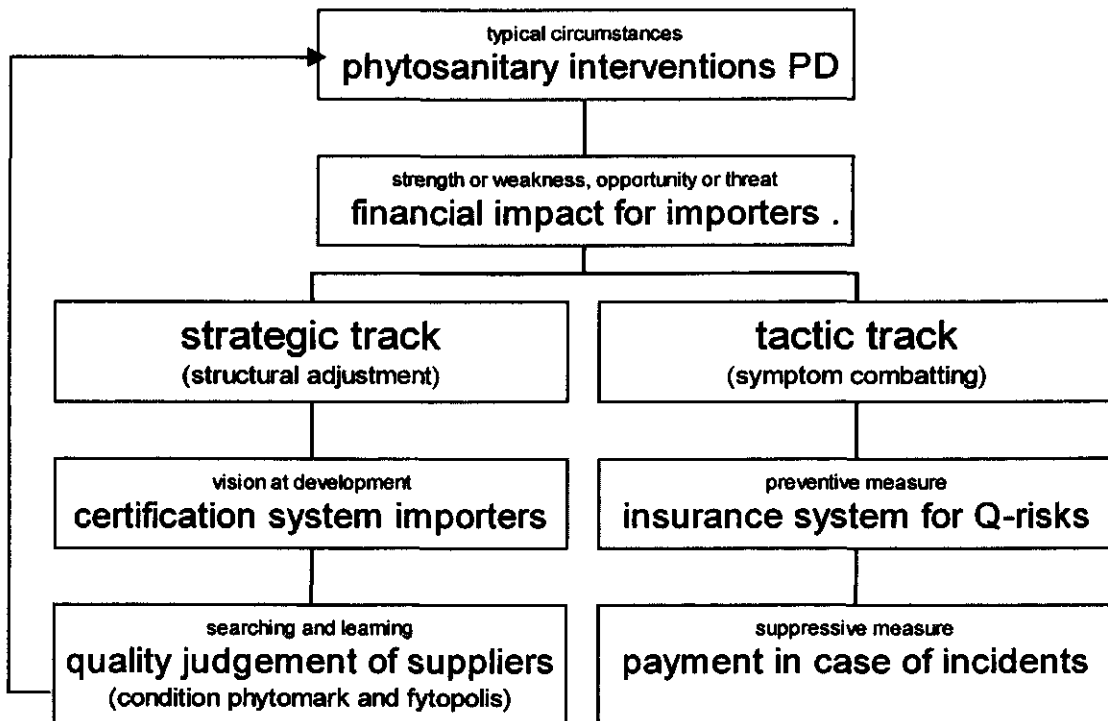 typical circumstances
phytosanitary interventions PD
strength or weakness, opportunity or threat
financial impact for importers .
strategic track
(structural adjustment)
tactic track
(symptom combatting)
vision at development
certification system importers
preventive measure
insurance system for Q-risks
searching and learning
quality judgement of suppliers
(condition phytomark and fytopolis)
suppressive measure
payment in case of incidents